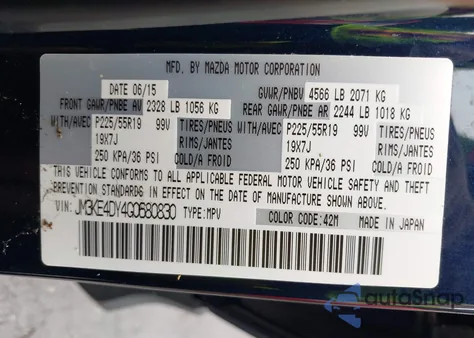 MFD. BY MAZDA MOTOR CORPORATION
DATE 06/15 GVWR/PNBV 4566 LB 2071 KG
FRONT GAWR/PNBE AV 2328 LB 1056 KG REAR GAWR/PNBE AR 2244 LB 1018 KG
WITH/AVEC P225/55R19 99V TIRES/PNEUS WITH/AVEC P225/55R19 99V TIRES/PNEUS
19X7J 19X7J
250 KPA/36 PSI COLD/A FROID 250 KPA/36 PSI COLD/A FROID
THIS VEHICLE CONFORMS TO ALL APPLICABLE FEDERAL MOTOR VEHICLE SAFETY AND THEFT
PREVENTION STANDARDS IN EFFECT ON THE DATE OF MANUFACTURE SHOWN ABOVE.
VIN: JM3KE4DY4G0680830 TYPE: MPV COLOR CODE: 42M MADE IN JAPAN
autoSnap